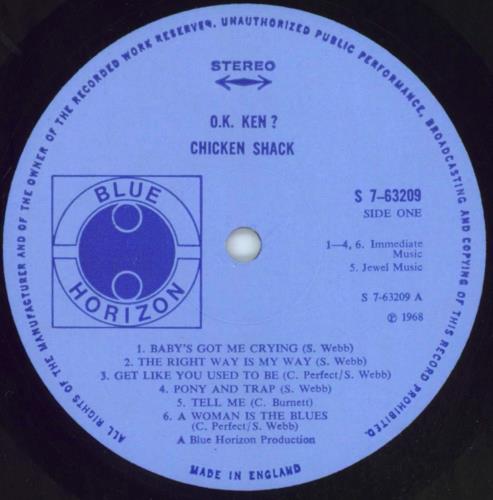 ALL RIGHTS OF THE MANUFACTURER AND OF THE OWNER OF THE RECORDED WORK RESERVED. UNAUTHORIZED PUBLIC PERFORMANCE, BROADCASTING AND COPYING OF THIS RECORD PROHIBITED.
STEREO
O.K. KEN?
CHICKEN SHACK
BLUE
HORIZON
S 7-63209
SIDE ONE
1—4, 6. Immediate
Music
5. Jewel Music
S 7-63209 A
℗ 1968
1. BABY'S GOT ME CRYING (S. Webb)
2. THE RIGHT WAY IS MY WAY (S. Webb)
3. GET LIKE YOU USED TO BE (C. Perfect/S. Webb)
4. PONY AND TRAP (S. Webb)
5. TELL ME (C. Burnett)
6. A WOMAN IS THE BLUES
(C. Perfect/S. Webb)
A Blue Horizon Production
MADE IN ENGLAND